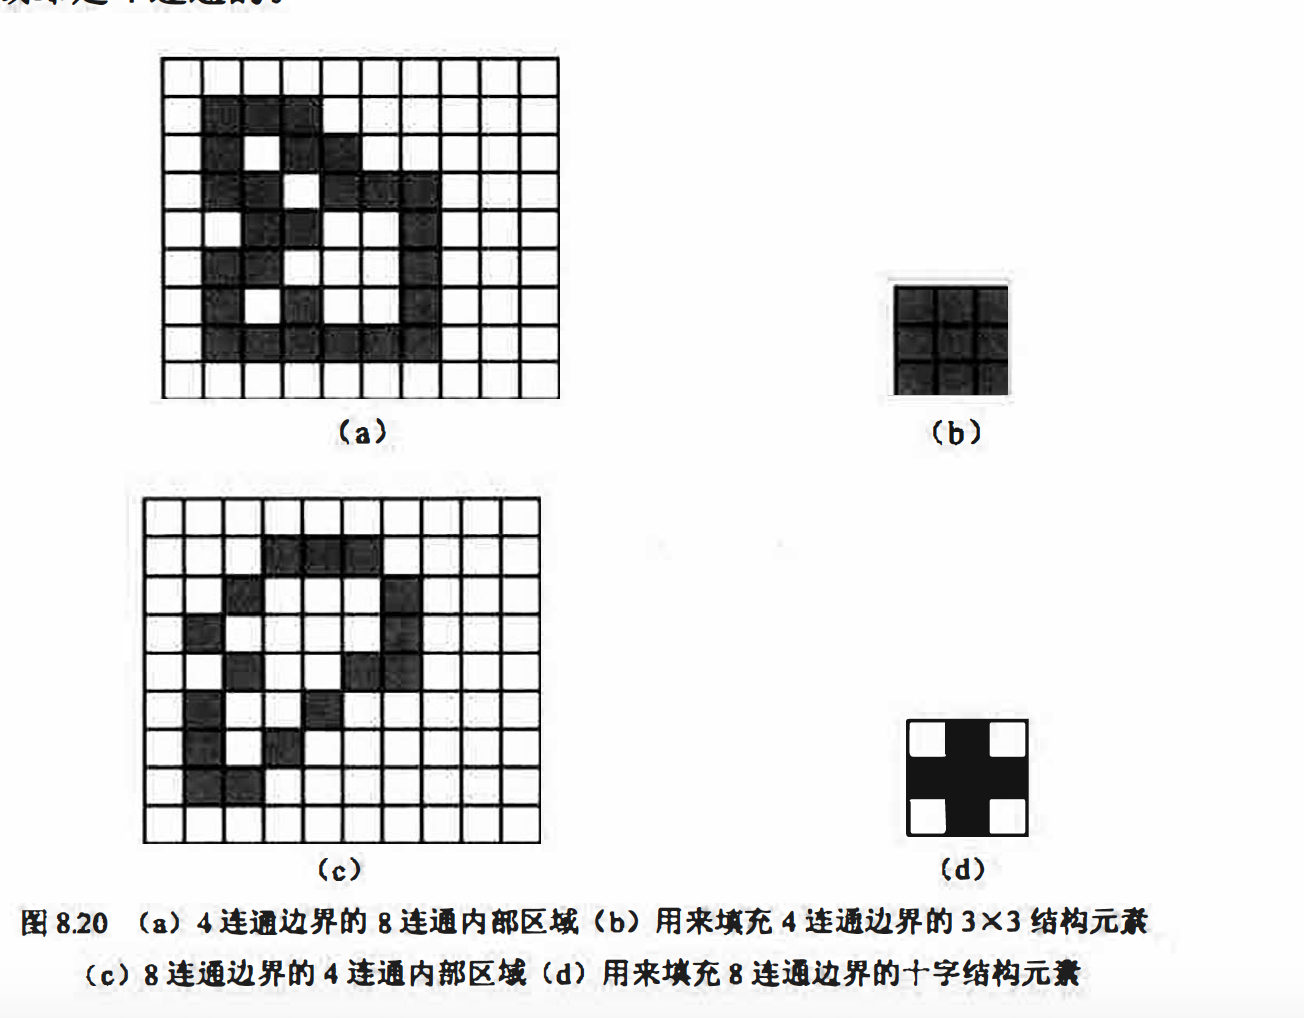 (a)
(b)
(c)
(d)
图 8.20 (a) 4 连通边界的 8 连通内部区域 (b) 用来填充 4 连通边界的 3×3 结构元素
(c) 8 连通边界的 4 连通内部区域 (d) 用来填充 8 连通边界的十字结构元素